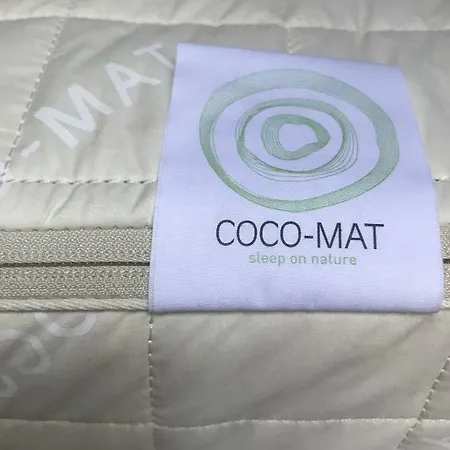 -MAT
COCO-MAT
sleep on nature